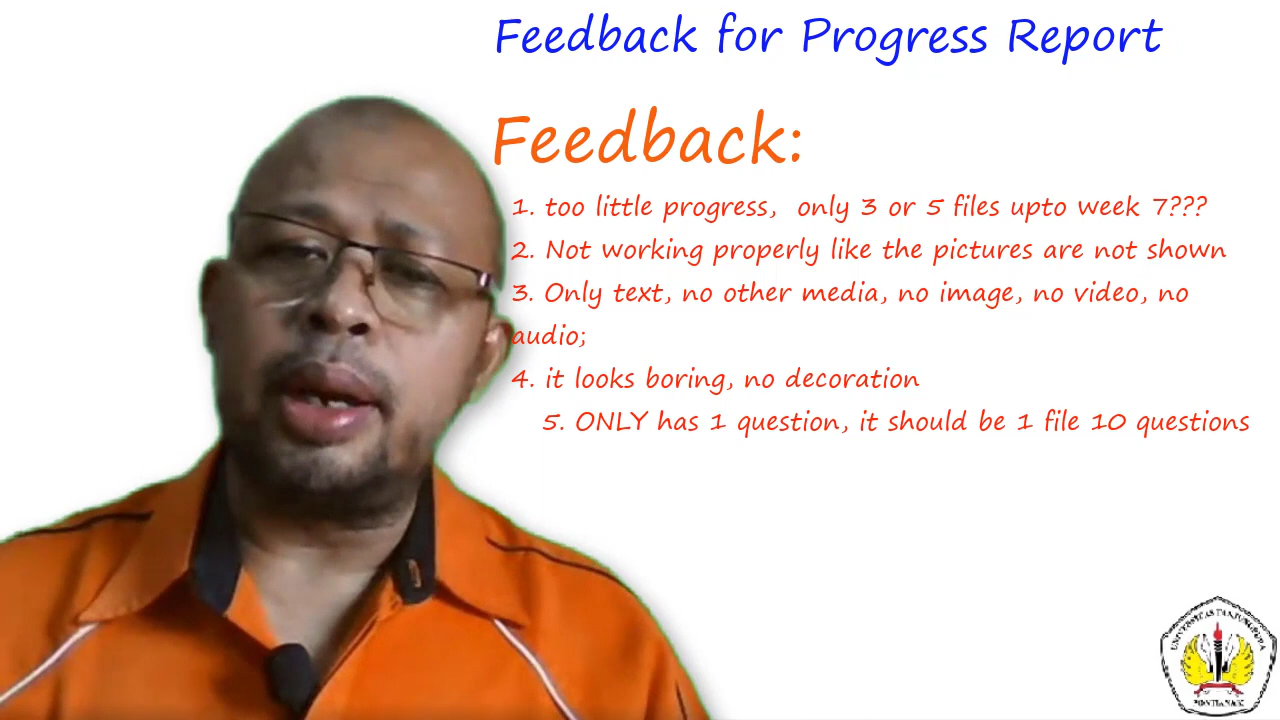 Feedback for Progress Report
Feedback:
1. too little progress, only 3 or 5 files upto week 7???
2. Not working properly like the pictures are not shown
3. Only text, no other media, no image, no video, no
audio;
4. it looks boring, no decoration
5. ONLY has 1 question, it should be 1 file 10 questions
UNIVERSITAS TANJUNGPURA
PONTIANAK